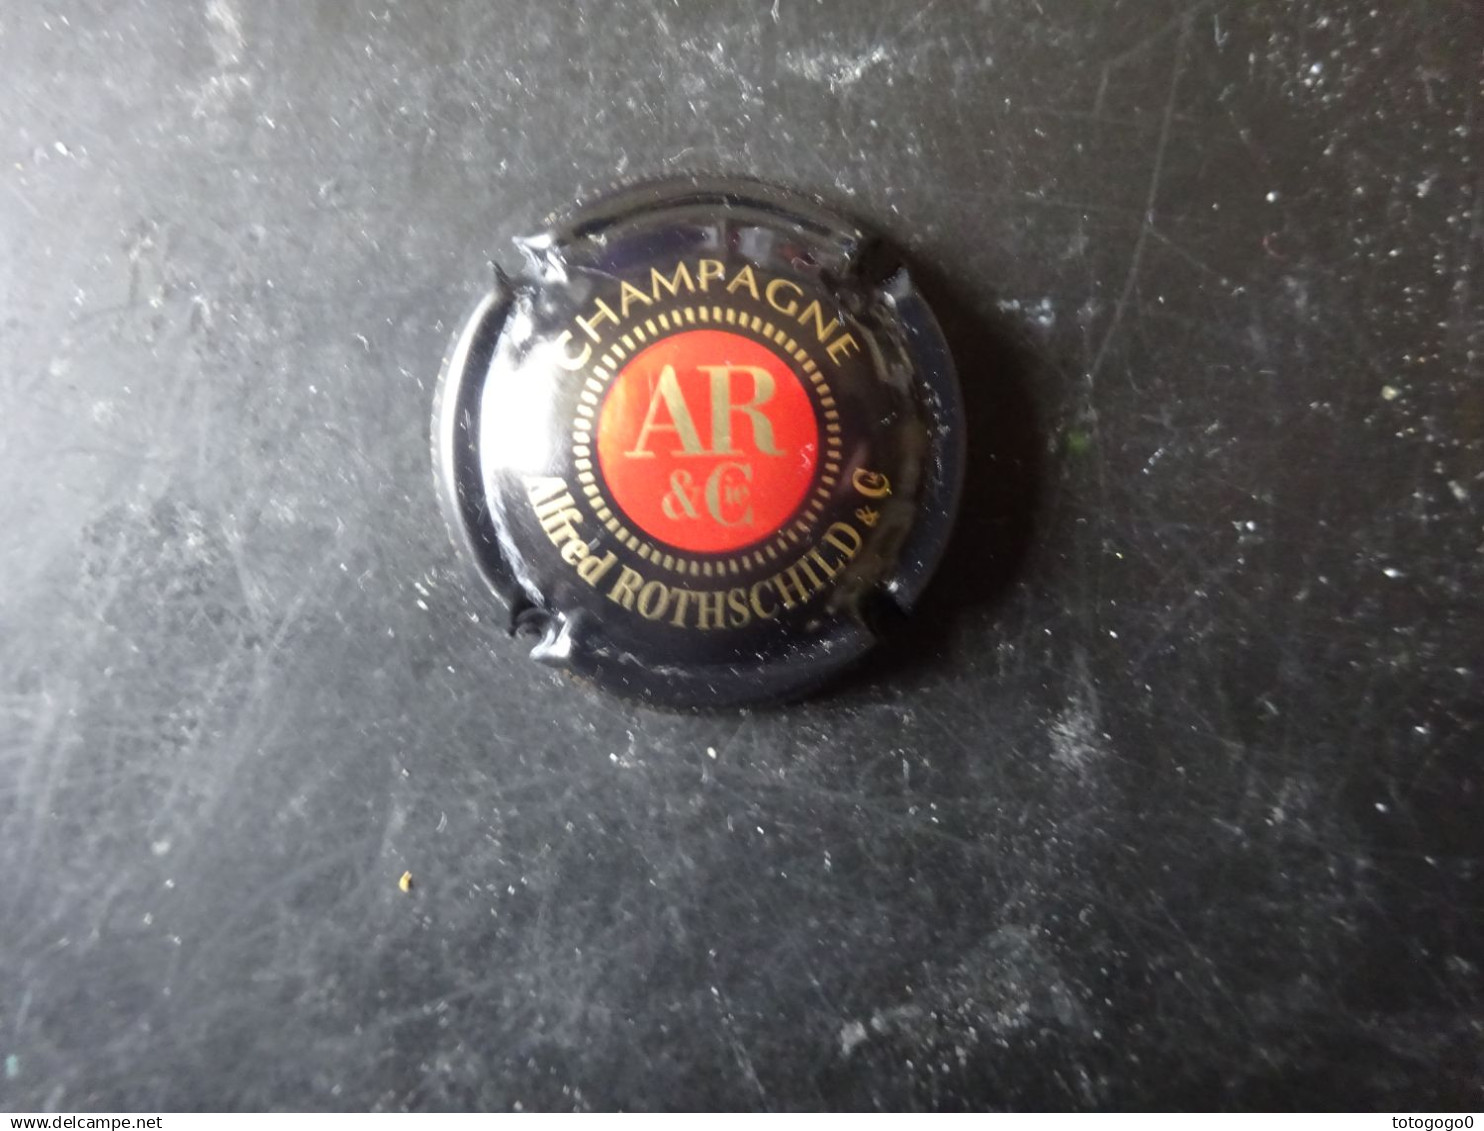 CHAMPAGNE
AR
& Cie
Alfred ROTHSCHILD & Cie
www.delcampe.net
totogogo0